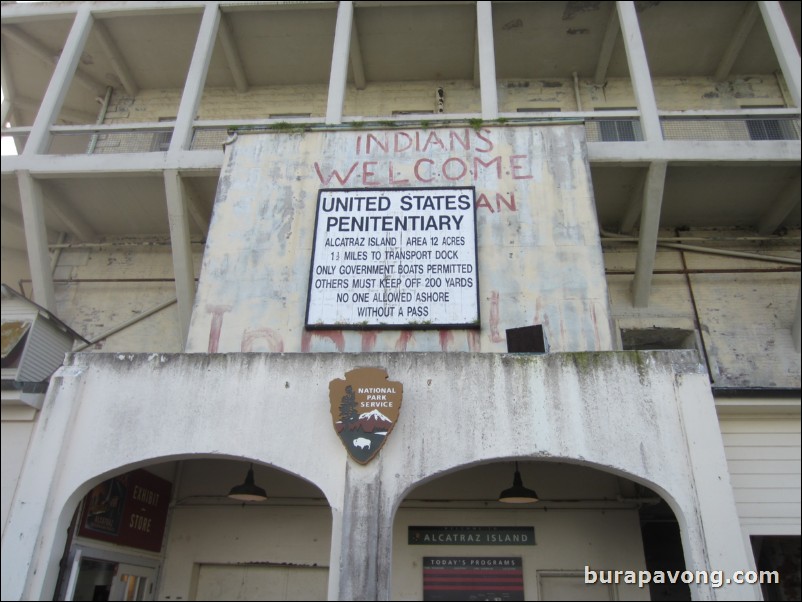 INDIANS
WELCOME
UNITED STATES
PENITENTIARY
ALCATRAZ ISLAND AREA 12 ACRES
1½ MILES TO TRANSPORT DOCK
ONLY GOVERNMENT BOATS PERMITTED
OTHERS MUST KEEP OFF 200 YARDS
NO ONE ALLOWED ASHORE
WITHOUT A PASS
NATIONAL
PARK
SERVICE
EXHIBIT
STORE
ALCATRAZ ISLAND
TODAY'S PROGRAMS
burapavong.com